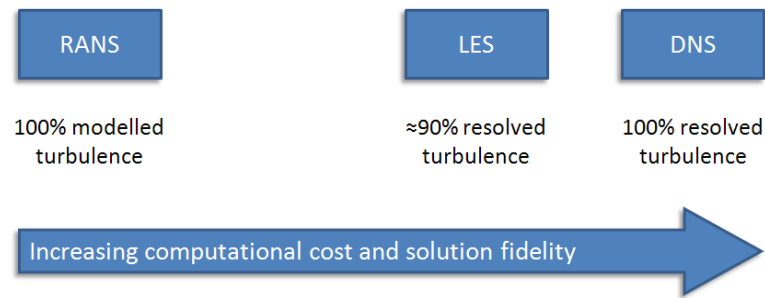 RANS LES DNS
100% modelled ≈90% resolved 100% resolved
turbulence turbulence turbulence
Increasing computational cost and solution fidelity